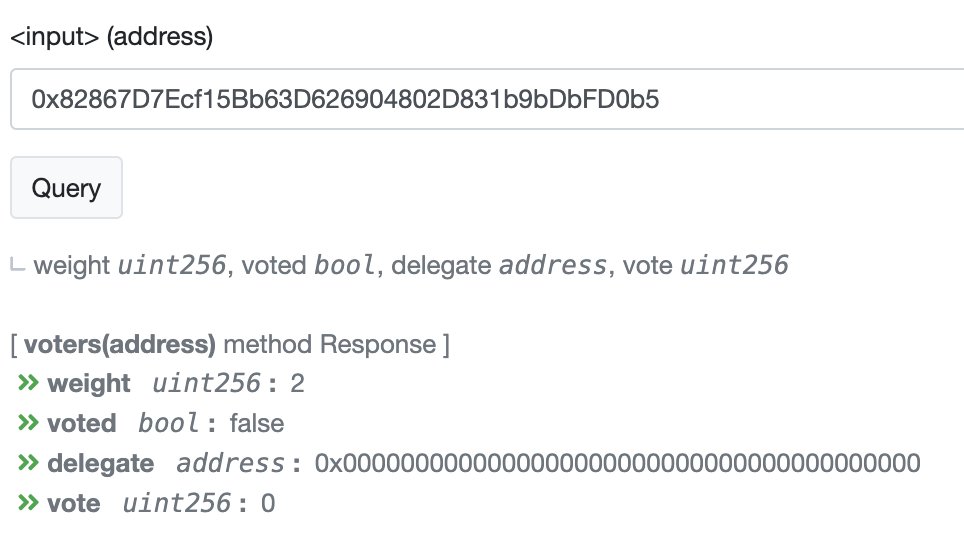 <input> (address)
0x82867D7Ecf15Bb63D626904802D831b9bDbFD0b5
Query
weight uint256, voted bool, delegate address, vote uint256
[ voters(address) method Response ]
weight uint256 : 2
voted bool : false
delegate address : 0x0000000000000000000000000000000000000000
vote uint256 : 0